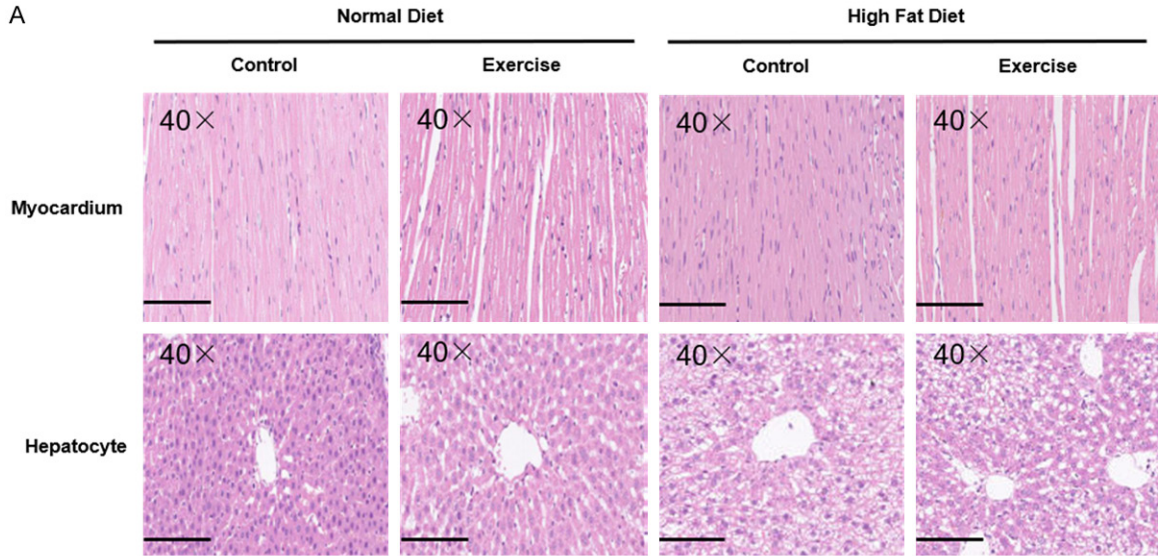 A
Normal Diet
High Fat Diet
Control
Exercise
Control
Exercise
Myocardium
40×
40×
40×
40×
Hepatocyte
40×
40×
40×
40×